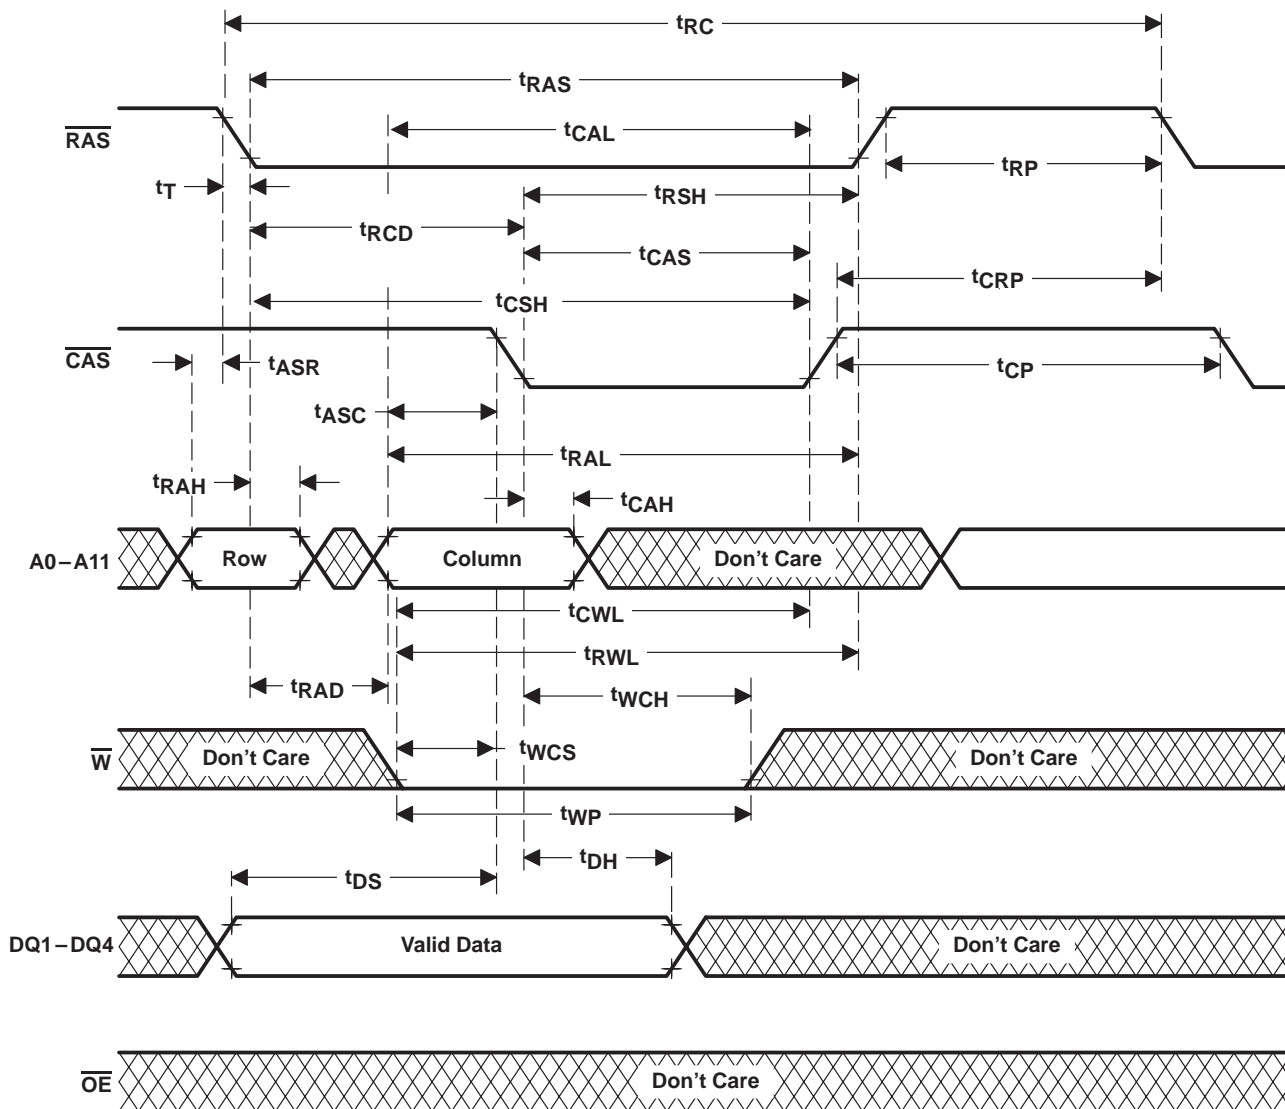 tRC
tRAS
RAS
tCAL
tRP
tT
tRSH
tRCD
tCAS
tCRP
tCSH
CAS
tASR
tCP
tASC
tRAL
tRAH
tCAH
A0–A11
Row
Column
Don't Care
tCWL
tRWL
tRAD
tWCH
W
Don't Care
tWCS
Don't Care
tWP
tDH
tDS
DQ1–DQ4
Valid Data
Don't Care
OE
Don't Care